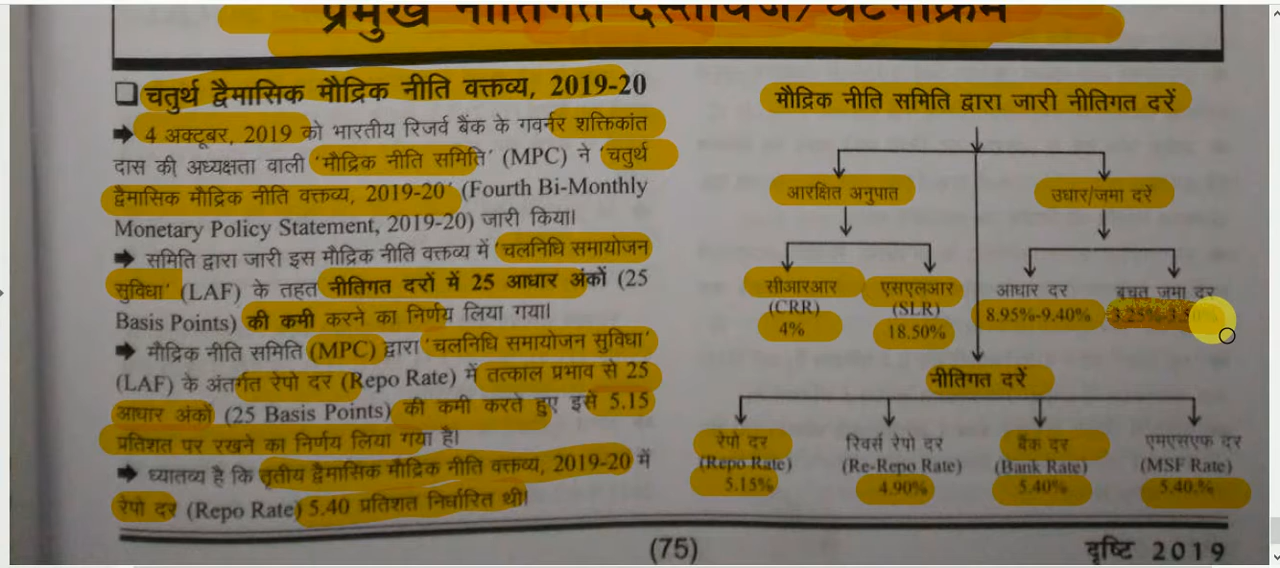 प्रमुख नीतिगत दस्तावेज/घटनाक्रम
चतुर्थ द्वैमासिक मौद्रिक नीति वक्तव्य, 2019-20
➔ 4 अक्टूबर, 2019 को भारतीय रिजर्व बैंक के गवर्नर शक्तिकांत
दास की अध्यक्षता वाली 'मौद्रिक नीति समिति' (MPC) ने 'चतुर्थ
द्वैमासिक मौद्रिक नीति वक्तव्य, 2019-20' (Fourth Bi-Monthly
Monetary Policy Statement, 2019-20) जारी किया।
➔ समिति द्वारा जारी इस मौद्रिक नीति वक्तव्य में 'चलनिधि समायोजन
सुविधा' (LAF) के तहत नीतिगत दरों में 25 आधार अंकों (25
Basis Points) की कमी करने का निर्णय लिया गया।
➔ मौद्रिक नीति समिति (MPC) द्वारा 'चलनिधि समायोजन सुविधा'
(LAF) के अंतर्गत रेपो दर (Repo Rate) में तत्काल प्रभाव से 25
आधार अंकों (25 Basis Points) की कमी करते हुए इसे 5.15
प्रतिशत पर रखने का निर्णय लिया गया है।
➔ ध्यातव्य है कि तृतीय द्वैमासिक मौद्रिक नीति वक्तव्य, 2019-20 में
रेपो दर (Repo Rate) 5.40 प्रतिशत निर्धारित थी।
मौद्रिक नीति समिति द्वारा जारी नीतिगत दरें
आरक्षित अनुपात
उधार/जमा दरें
सीआरआर
(CRR)
4%
एसएलआर
(SLR)
18.50%
आधार दर
8.95%-9.40%
बचत जमा दर
3.25%-3.50%
नीतिगत दरें
रेपो दर
(Repo Rate)
5.15%
रिवर्स रेपो दर
(Re-Repo Rate)
4.90%
बैंक दर
(Bank Rate)
5.40%
एमएसएफ दर
(MSF Rate)
5.40.%
(75)
दृष्टि 2019